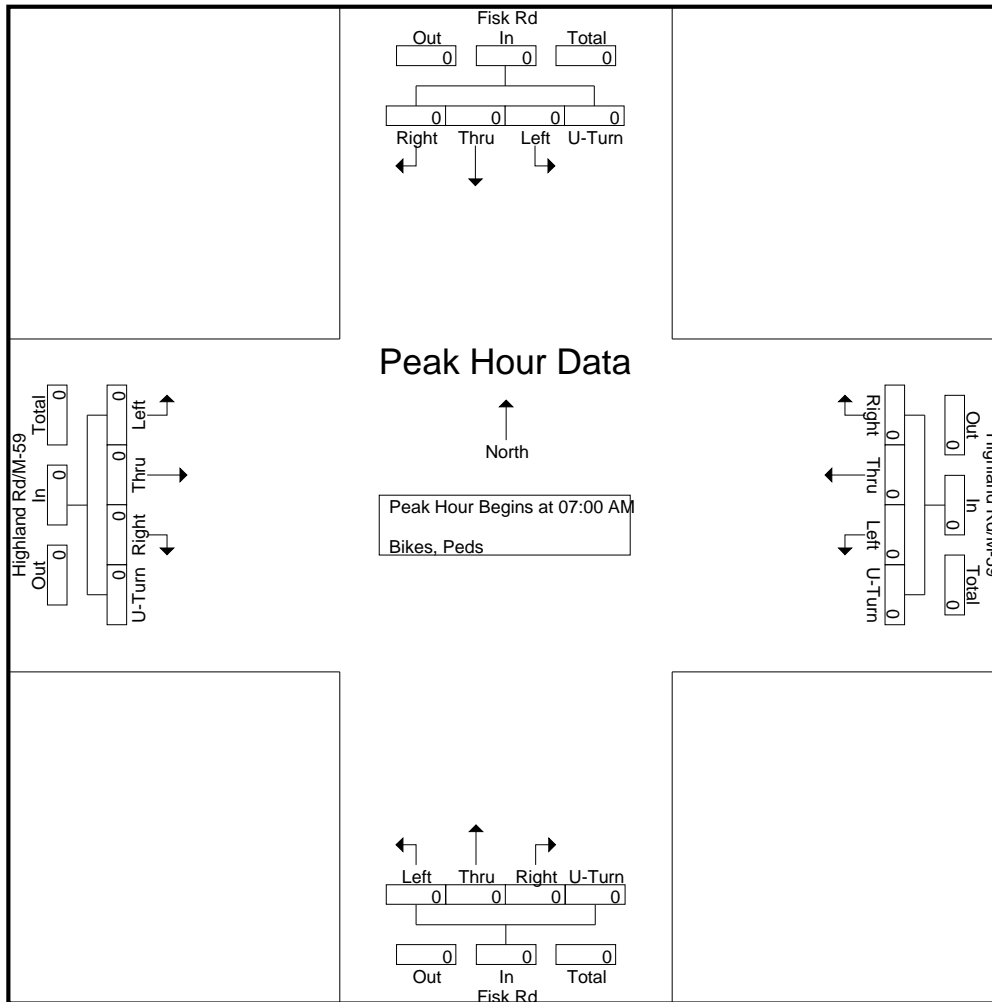 Fisk Rd
Out In Total
0 0 0
0 0 0 0
Right Thru Left U-Turn
Peak Hour Data
North
Peak Hour Begins at 07:00 AM
Bikes, Peds
Highland Rd/M-59
Total In Out
0 0 0
0 0 0 0
Left Thru Right U-Turn
Right Thru Left U-Turn
0 0 0 0
0 0 0
Out In Total
Highland Rd/M-59
Left Thru Right U-Turn
0 0 0 0
0 0 0
Out In Total
Fisk Rd